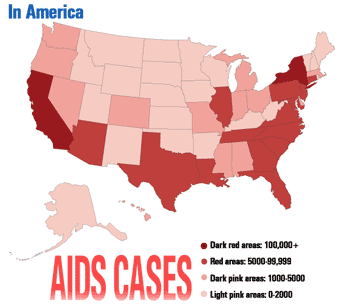 In America
Dark red areas: 100,000+
Red areas: 5000-99,999
Dark pink areas: 1000-5000
Light pink areas: 0-2000
AIDS CASES